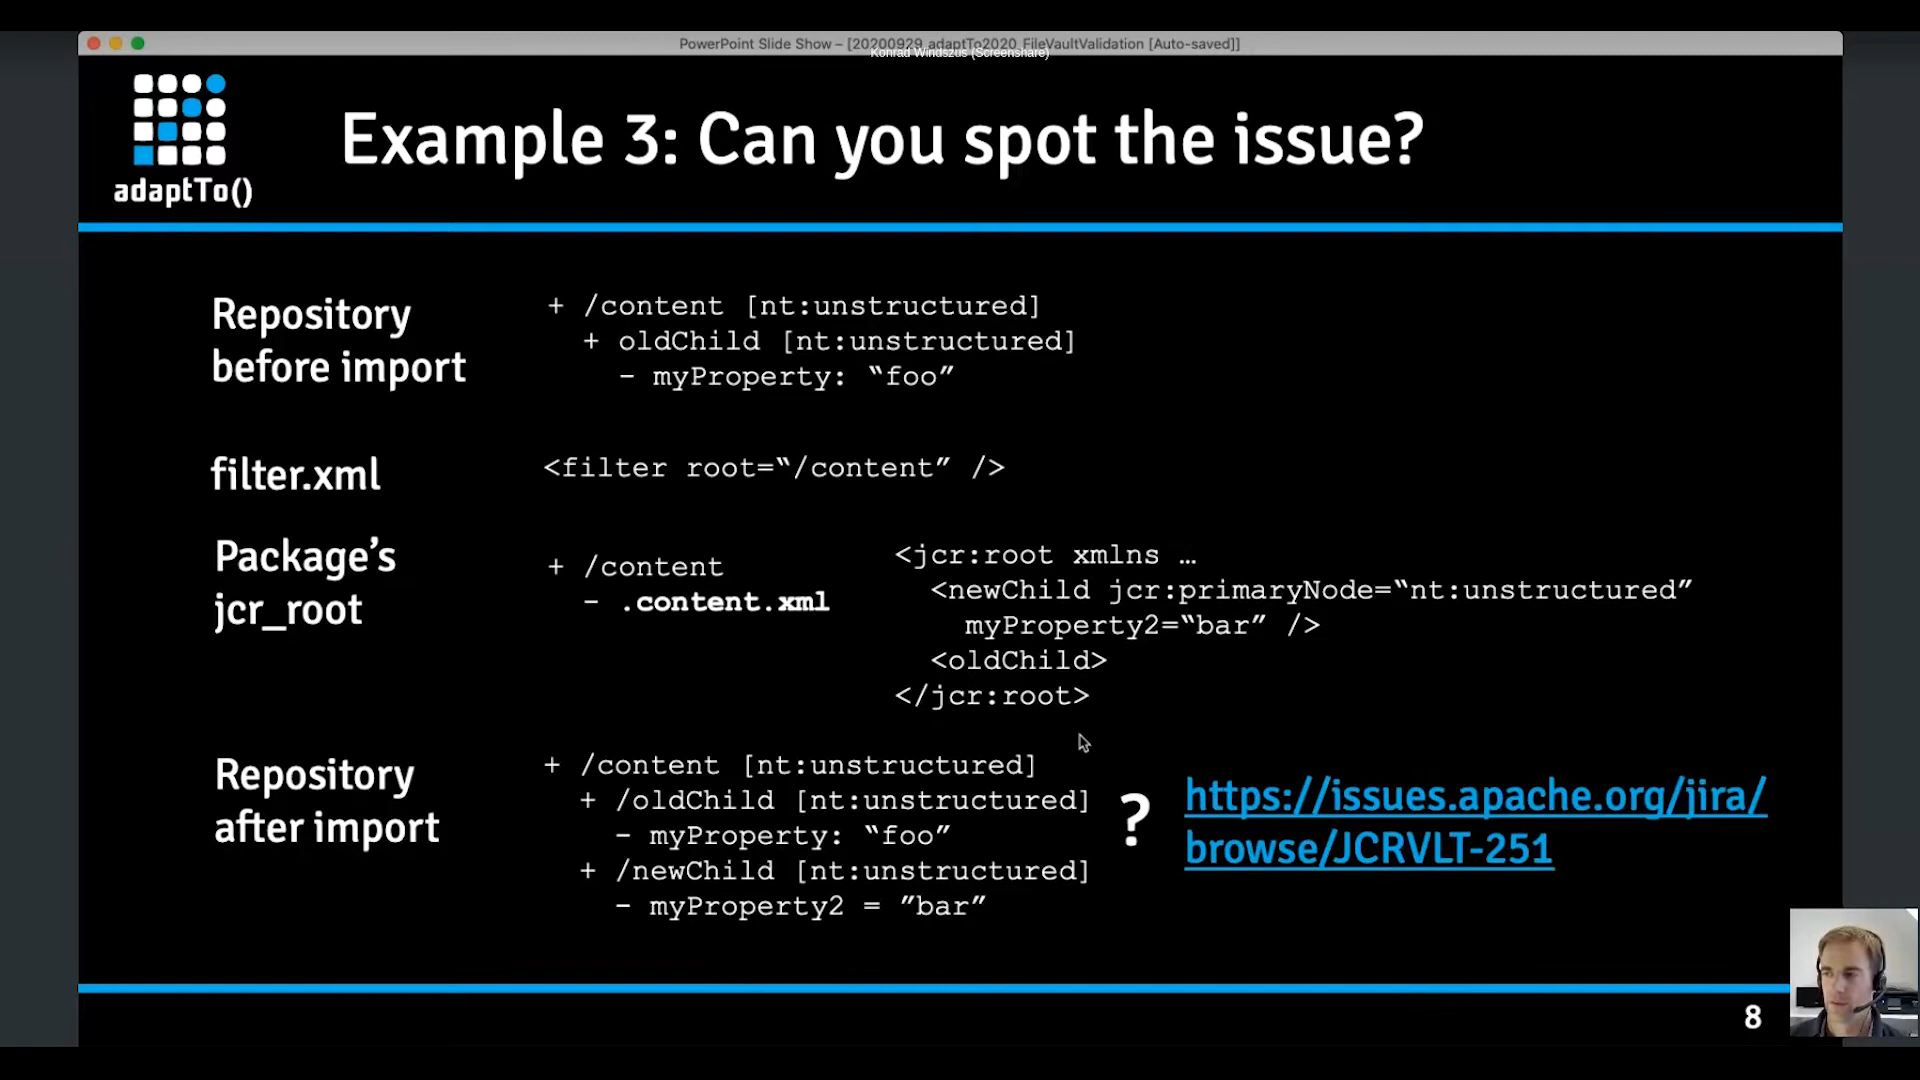 PowerPoint Slide Show – [20200929_adaptTo2020_FileVaultValidation [Auto-saved]]
Konrad Windszus (Screenshare)
adaptTo()
Example 3: Can you spot the issue?
Repository
before import
+ /content [nt:unstructured]
+ oldChild [nt:unstructured]
– myProperty: “foo”
filter.xml
<filter root=“/content” />
Package’s
jcr_root
+ /content
– .content.xml
<jcr:root xmlns …
<newChild jcr:primaryNode=“nt:unstructured”
myProperty2=“bar” />
<oldChild>
</jcr:root>
Repository
after import
+ /content [nt:unstructured]
+ /oldChild [nt:unstructured]
– myProperty: “foo”
+ /newChild [nt:unstructured]
– myProperty2 = ”bar”
?
https://issues.apache.org/jira/
browse/JCRVLT-251
8